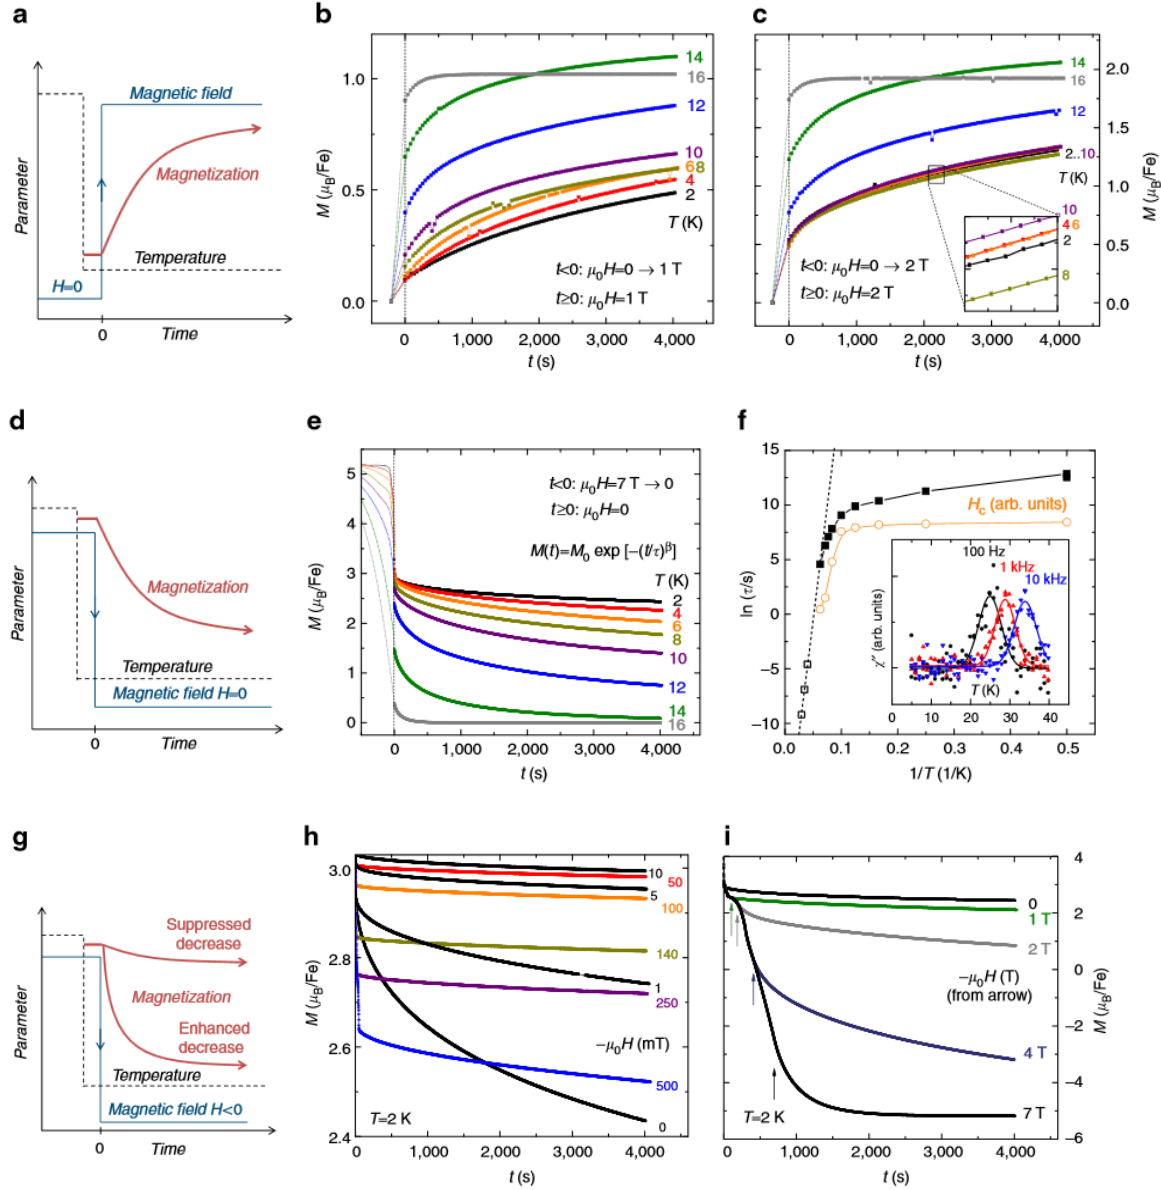 a
Parameter
Magnetic field
Magnetization
Temperature
H=0
0
Time
b
M (μB/Fe)
1.0
0.5
0.0
14
16
12
10
68
4
2
T (K)
t<0: μ0H=0 → 1 T
t≥0: μ0H=1 T
0 1,000 2,000 3,000 4,000
t (s)
c
14
16
12
2..10
T (K)
10
4 6
2
8
t<0: μ0H=0 → 2 T
t≥0: μ0H=2 T
2.0
1.5
1.0
0.5
0.0
M (μB/Fe)
0 1,000 2,000 3,000 4,000
t (s)
d
Parameter
Magnetization
Temperature
Magnetic field H=0
0
Time
e
M (μB/Fe)
5
4
3
2
1
0
t<0: μ0H=7 T → 0
t≥0: μ0H=0
M(t)=M0 exp [−(t/τ)β]
T (K)
2
4
6
8
10
12
14
16
0 1,000 2,000 3,000 4,000
t (s)
f
ln (τ/s)
15
10
5
0
−5
−10
Hc (arb. units)
100 Hz
1 kHz
10 kHz
χ″ (arb. units)
T (K)
0 10 20 30 40
0.0 0.1 0.2 0.3 0.4 0.5
1/T (1/K)
g
Parameter
Suppressed
decrease
Magnetization
Enhanced
decrease
Temperature
Magnetic field H<0
0
Time
h
M (μB/Fe)
3.0
2.8
2.6
2.4
10
50
5
100
140
1
250
−μ0H (mT)
500
0
T=2 K
0 1,000 2,000 3,000 4,000
t (s)
i
0
1 T
2 T
−μ0H (T)
(from arrow)
4 T
7 T
T=2 K
4
2
0
−2
−4
−6
M (μB/Fe)
0 1,000 2,000 3,000 4,000
t (s)